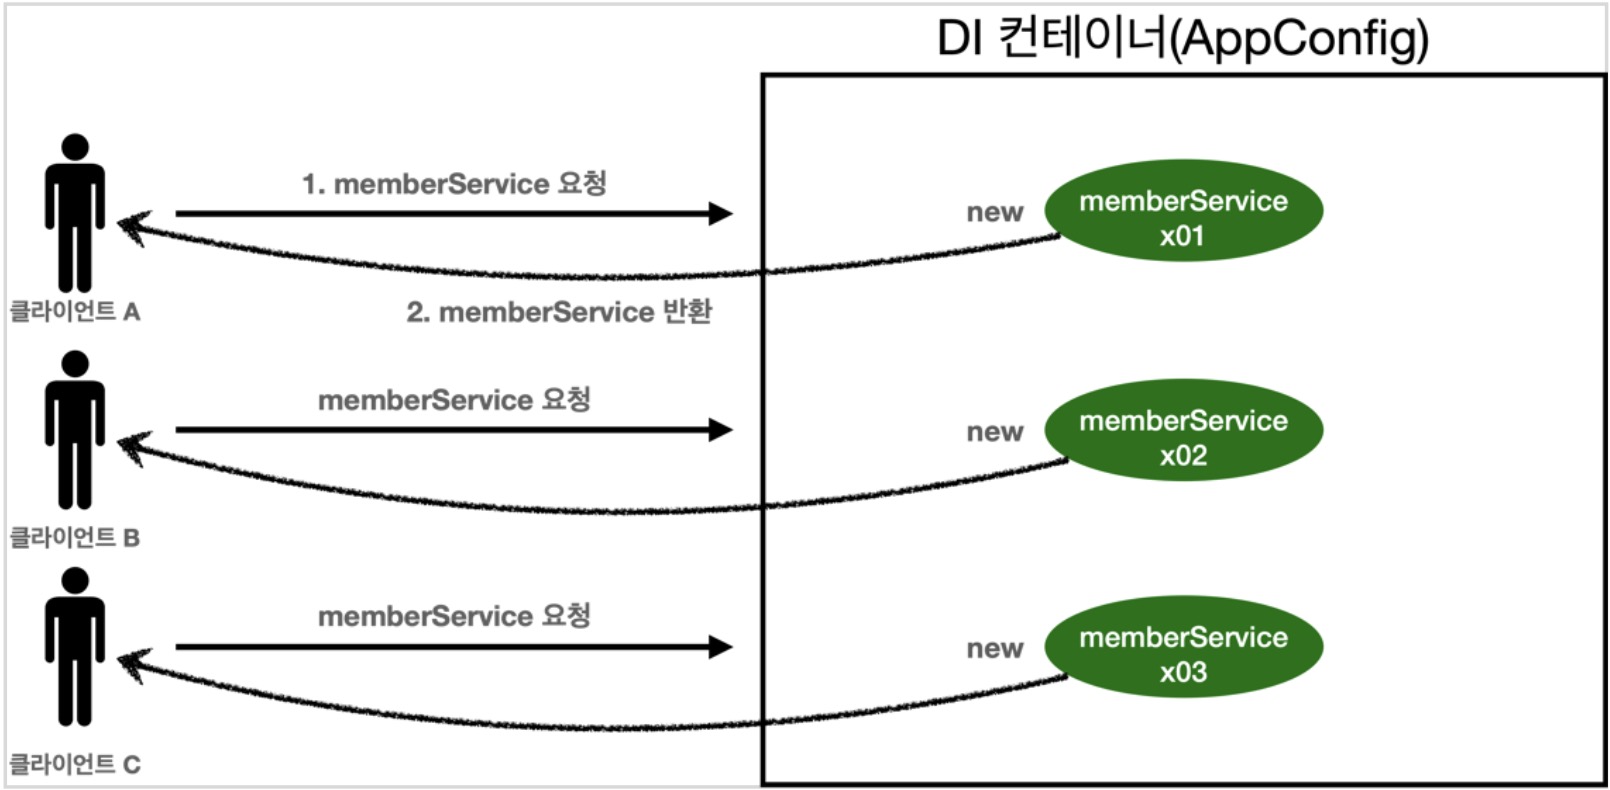 DI 컨테이너(AppConfig)
1. memberService 요청
new
memberService
x01
클라이언트 A
2. memberService 반환
memberService 요청
new
memberService
x02
클라이언트 B
memberService 요청
new
memberService
x03
클라이언트 C